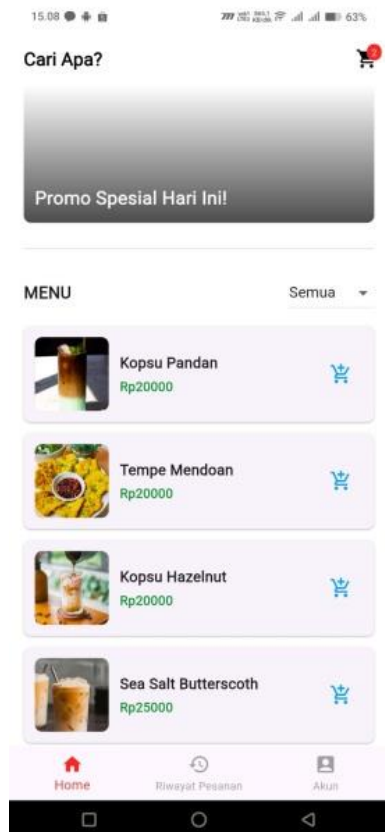 15.08
63%
Cari Apa?
2
Promo Spesial Hari Ini!
MENU
Semua
Kopsu Pandan
Rp20000
Tempe Mendoan
Rp20000
Kopsu Hazelnut
Rp20000
Sea Salt Butterscoth
Rp25000
Home
Riwayat Pesanan
Akun